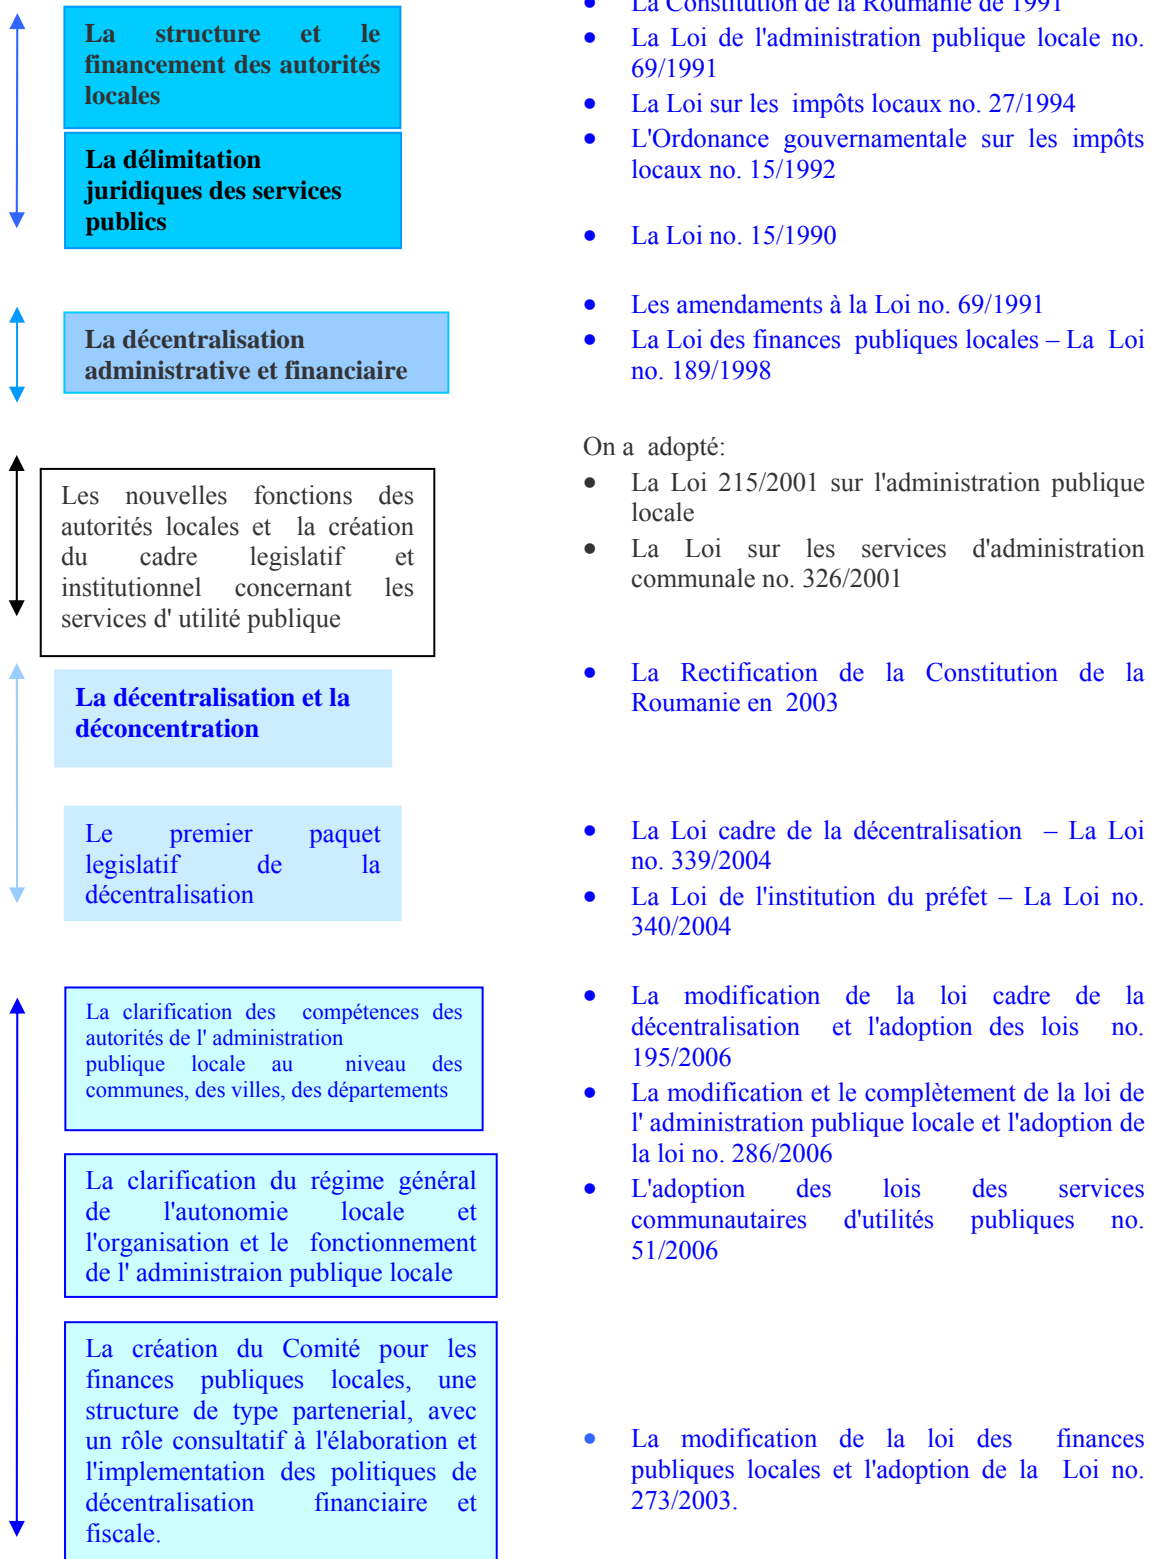 La structure et le
financement des autorités
locales
La délimitation
juridiques des services
publics
La Constitution de la Roumanie de 1991
• La Loi de l'administration publique locale no.
69/1991
• La Loi sur les impôts locaux no. 27/1994
• L'Ordonance gouvernamentale sur les impôts
locaux no. 15/1992
• La Loi no. 15/1990
La décentralisation
administrative et financiaire
• Les amendaments à la Loi no. 69/1991
• La Loi des finances publiques locales – La Loi
no. 189/1998
Les nouvelles fonctions des
autorités locales et la création
du cadre legislatif et
institutionnel concernant les
services d' utilité publique
On a adopté:
• La Loi 215/2001 sur l'administration publique
locale
• La Loi sur les services d'administration
communale no. 326/2001
La décentralisation et la
déconcentration
• La Rectification de la Constitution de la
Roumanie en 2003
Le premier paquet
legislatif de la
décentralisation
• La Loi cadre de la décentralisation – La Loi
no. 339/2004
• La Loi de l'institution du préfet – La Loi no.
340/2004
La clarification des compétences des
autorités de l' administration
publique locale au niveau des
communes, des villes, des départements
La clarification du régime général
de l'autonomie locale et
l'organisation et le fonctionnement
de l' administraion publique locale
• La modification de la loi cadre de la
décentralisation et l'adoption des lois no.
195/2006
• La modification et le complètement de la loi de
l' administration publique locale et l'adoption de
la loi no. 286/2006
• L'adoption des lois des services
communautaires d'utilités publiques no.
51/2006
La création du Comité pour les
finances publiques locales, une
structure de type partenerial, avec
un rôle consultatif à l'élaboration et
l'implementation des politiques de
décentralisation financiaire et
fiscale.
• La modification de la loi des finances
publiques locales et l'adoption de la Loi no.
273/2003.